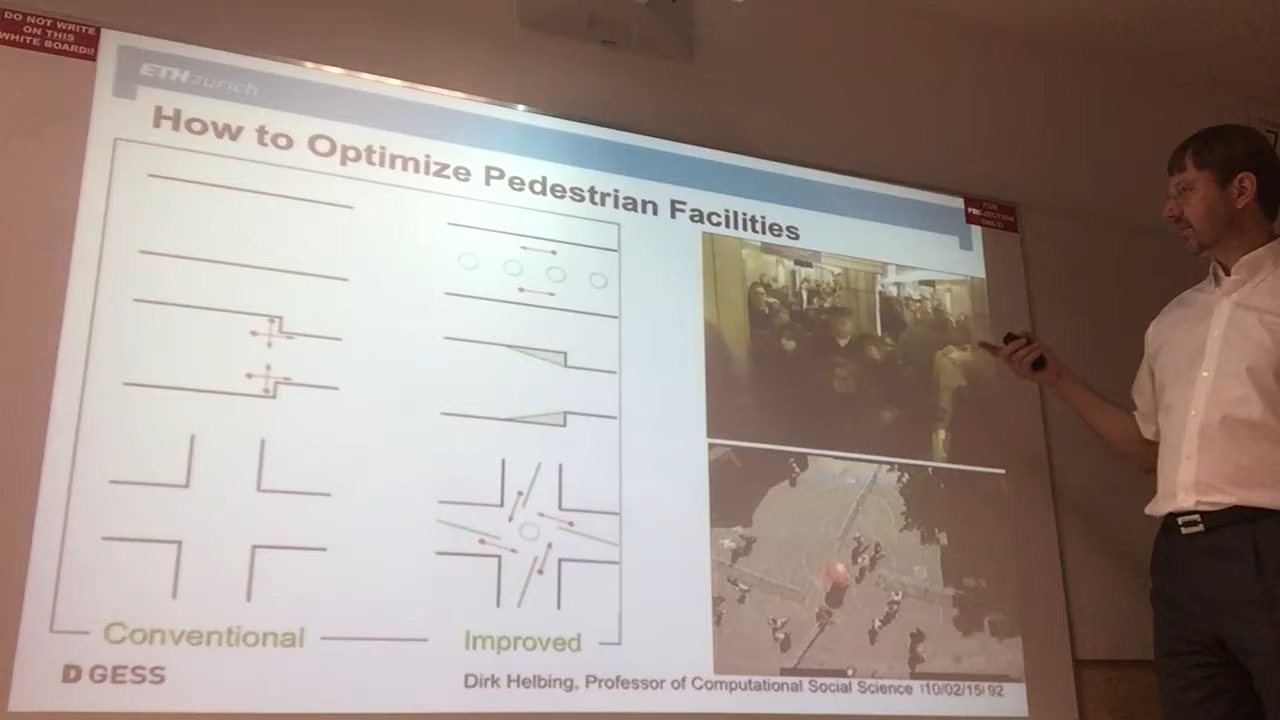 DO NOT WRITE
ON THIS
WHITE BOARD!!
ETH zürich
How to Optimize Pedestrian Facilities
FOR
PROJECTION
ONLY!
Conventional
Improved
D GESS
Dirk Helbing, Professor of Computational Social Science |10/02/15| 92